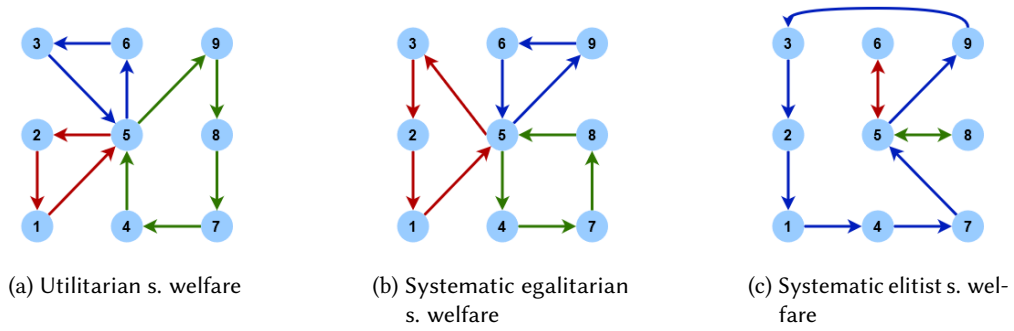 3 6 9
2 5 8
1 4 7
(a) Utilitarian s. welfare
3 6 9
2 5 8
1 4 7
(b) Systematic egalitarian
s. welfare
3 6 9
2 5 8
1 4 7
(c) Systematic elitist s. wel-
fare